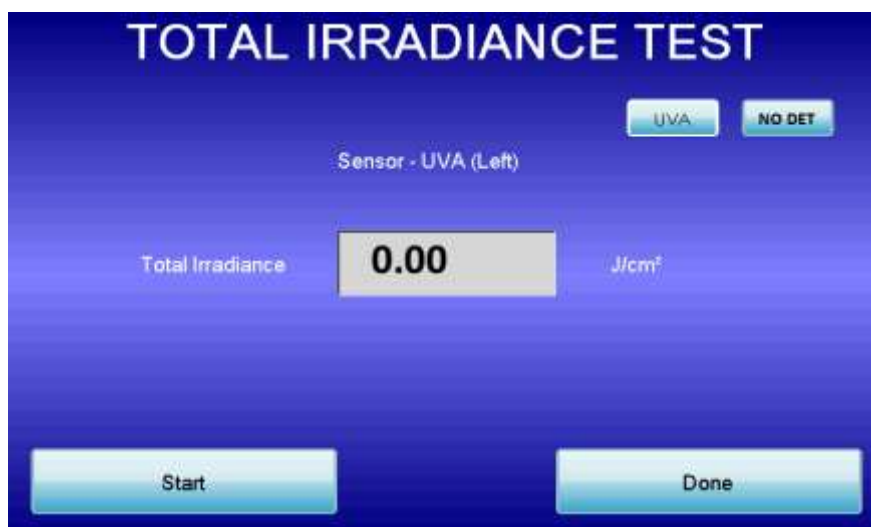 TOTAL IRRADIANCE TEST
UVA NO DET
Sensor - UVA (Left)
Total Irradiance 0.00 J/cm²
Start Done